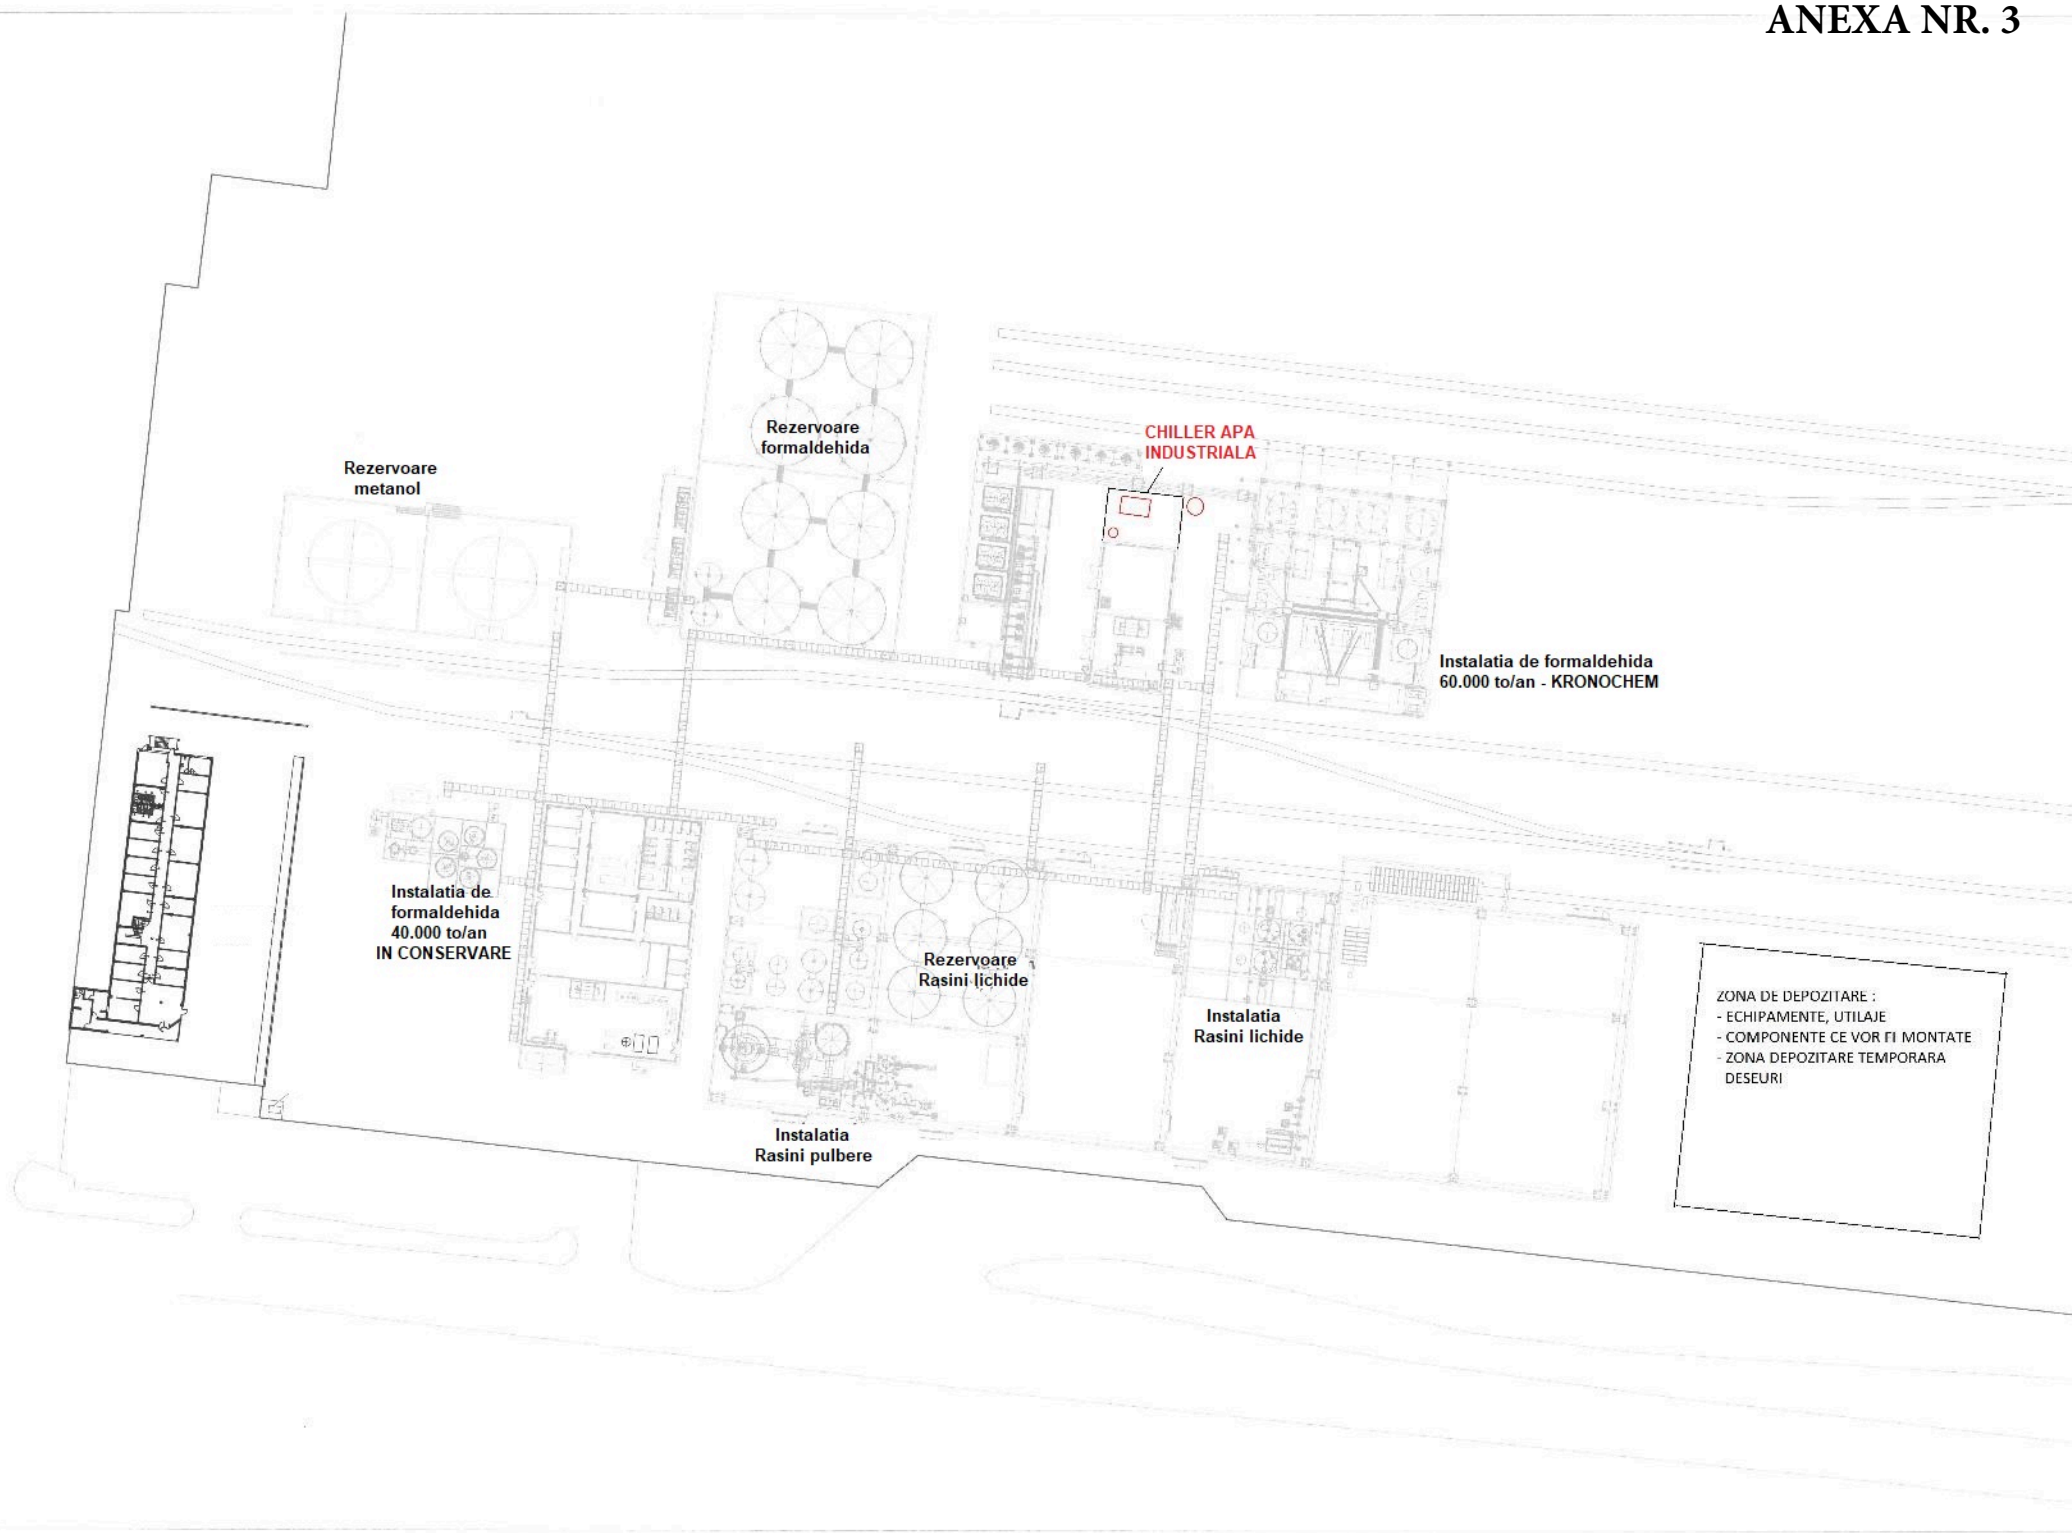 ANEXA NR. 3
Rezervoare
formaldehida
CHILLER APA
INDUSTRIALA
Rezervoare
metanol
Instalatia de formaldehida
60.000 to/an - KRONOCHEM
Instalatia de
formaldehida
40.000 to/an
IN CONSERVARE
Rezervoare
Rasini lichide
Instalatia
Rasini lichide
ZONA DE DEPOZITARE :
- ECHIPAMENTE, UTILAJE
- COMPONENTE CE VOR FI MONTATE
- ZONA DEPOZITARE TEMPORARA
DESEURI
Instalatia
Rasini pulbere